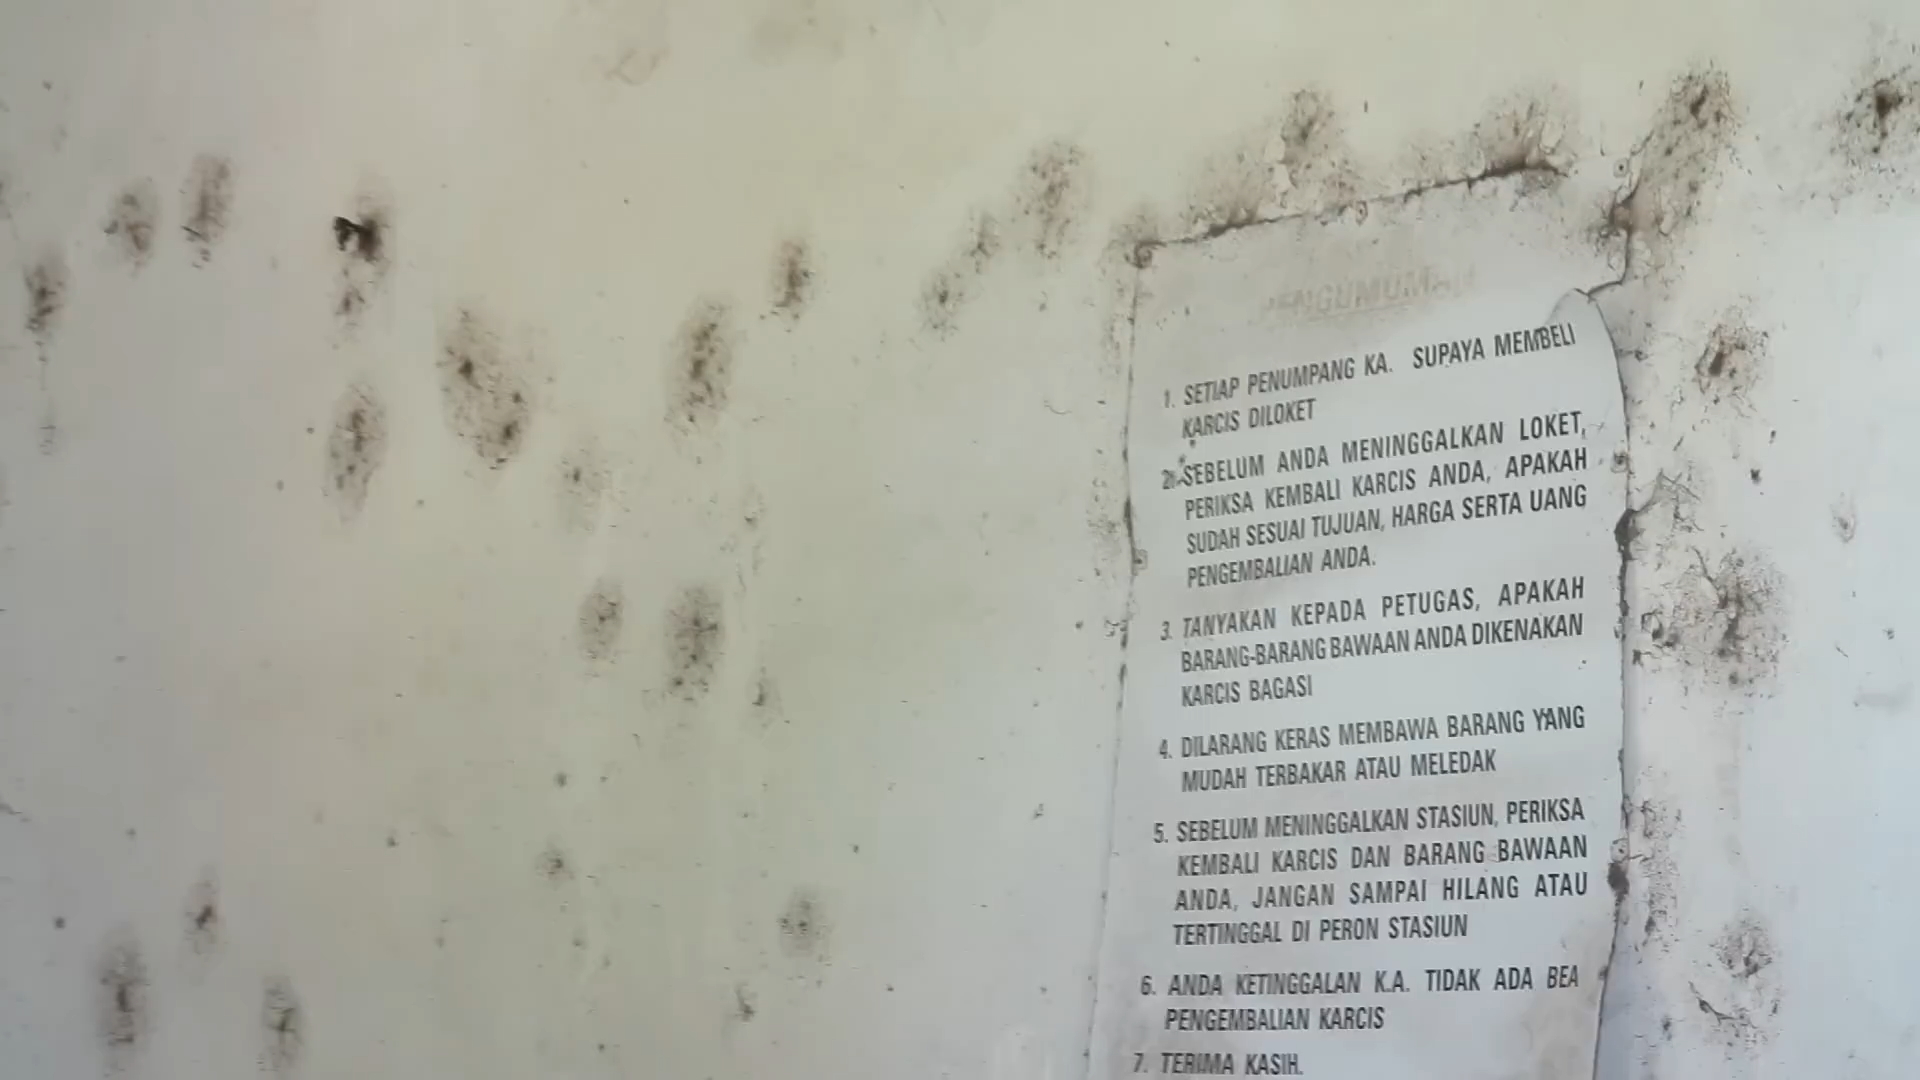 PENGUMUMAN
1. SETIAP PENUMPANG KA. SUPAYA MEMBELI
KARCIS DILOKET
2. SEBELUM ANDA MENINGGALKAN LOKET,
PERIKSA KEMBALI KARCIS ANDA, APAKAH
SUDAH SESUAI TUJUAN, HARGA SERTA UANG
PENGEMBALIAN ANDA.
3. TANYAKAN KEPADA PETUGAS, APAKAH
BARANG-BARANG BAWAAN ANDA DIKENAKAN
KARCIS BAGASI
4. DILARANG KERAS MEMBAWA BARANG YANG
MUDAH TERBAKAR ATAU MELEDAK
5. SEBELUM MENINGGALKAN STASIUN, PERIKSA
KEMBALI KARCIS DAN BARANG BAWAAN
ANDA, JANGAN SAMPAI HILANG ATAU
TERTINGGAL DI PERON STASIUN
6. ANDA KETINGGALAN K.A. TIDAK ADA BEA
PENGEMBALIAN KARCIS
7. TERIMA KASIH.